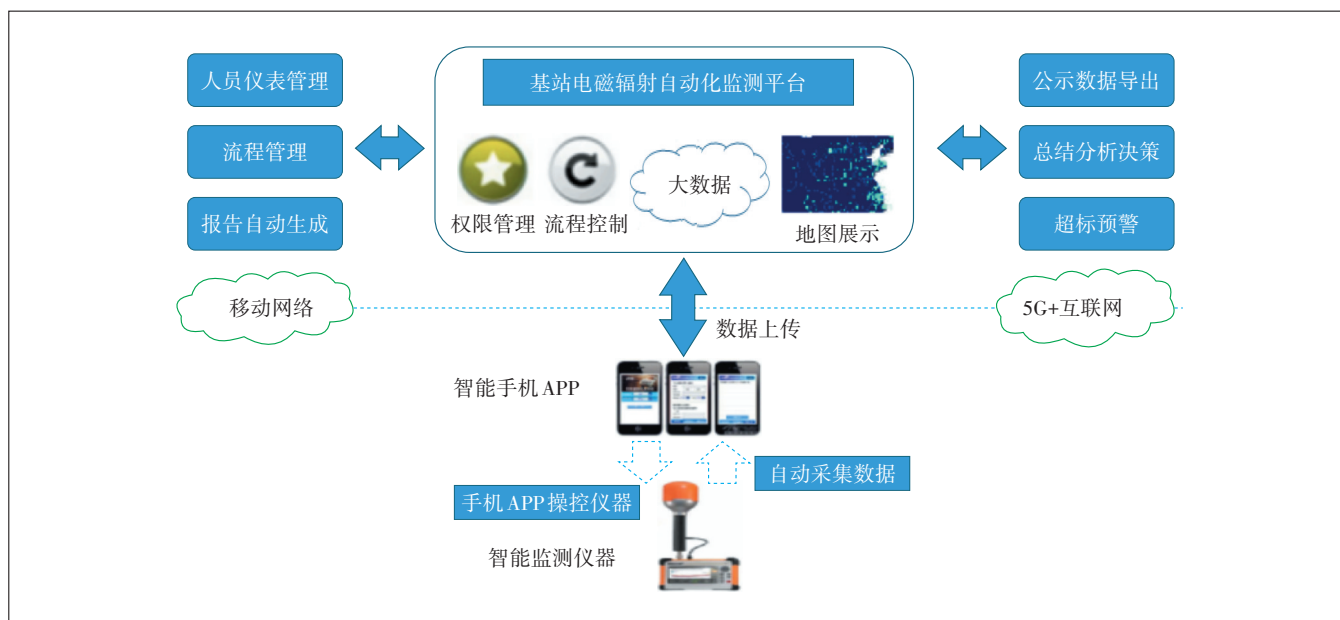 人员仪表管理
流程管理
报告自动生成
基站电磁辐射自动化监测平台
权限管理
流程控制
大数据
地图展示
公示数据导出
总结分析决策
超标预警
移动网络
5G+互联网
数据上传
智能手机APP
手机APP操控仪器
自动采集数据
智能监测仪器